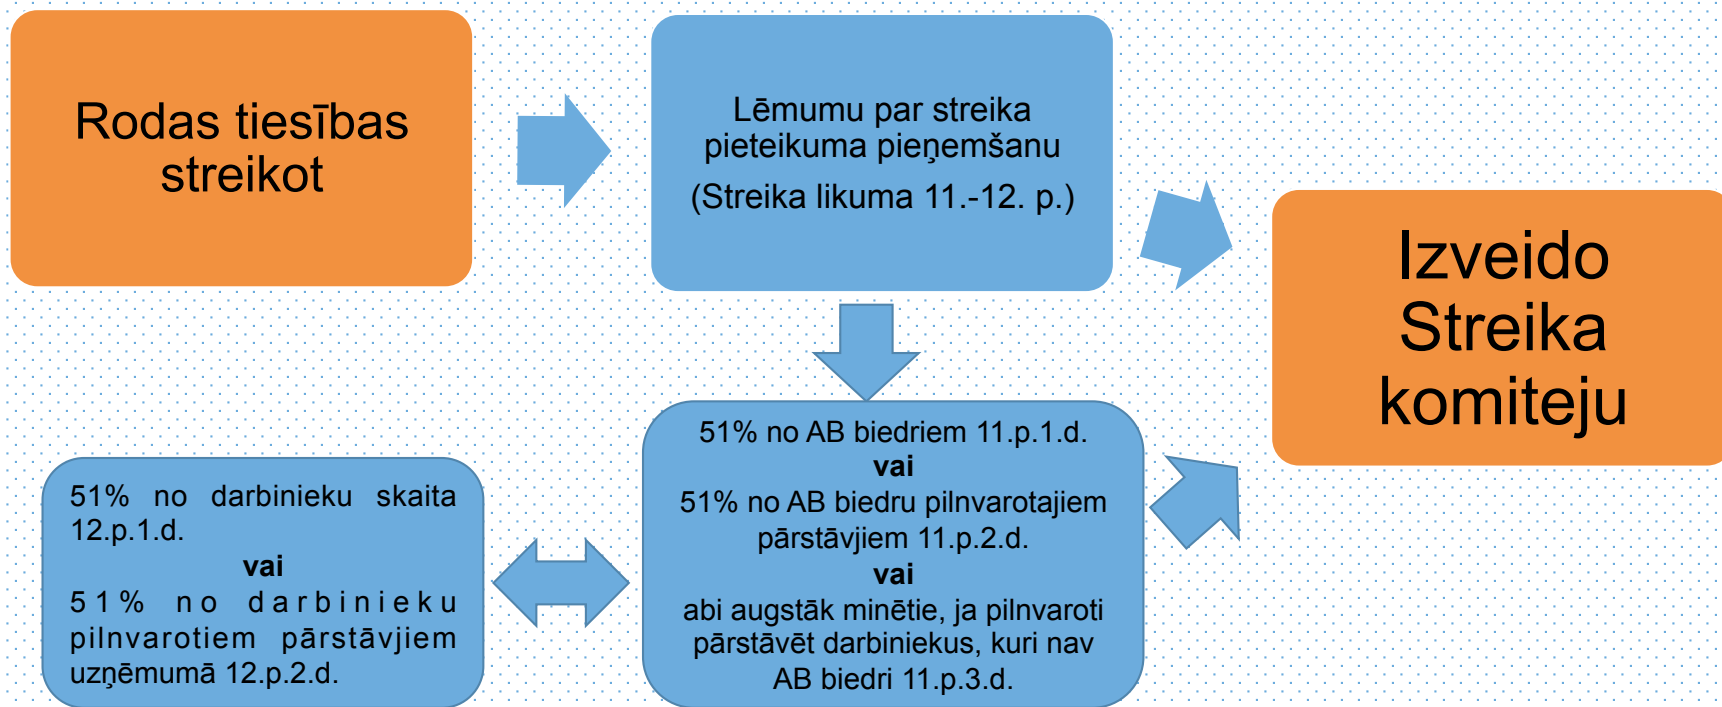 Rodas tiesības
streikot
Lēmumu par streika
pieteikuma pieņemšanu
(Streika likuma 11.-12. p.)
Izveido
Streika
komiteju
51% no AB biedriem 11.p.1.d.
vai
51% no AB biedru pilnvarotajiem
pārstāvjiem 11.p.2.d.
vai
abi augstāk minētie, ja pilnvaroti
pārstāvēt darbiniekus, kuri nav
AB biedri 11.p.3.d.
51% no darbinieku skaita
12.p.1.d.
vai
51% no darbinieku
pilnvarotiem pārstāvjiem
uzņēmumā 12.p.2.d.